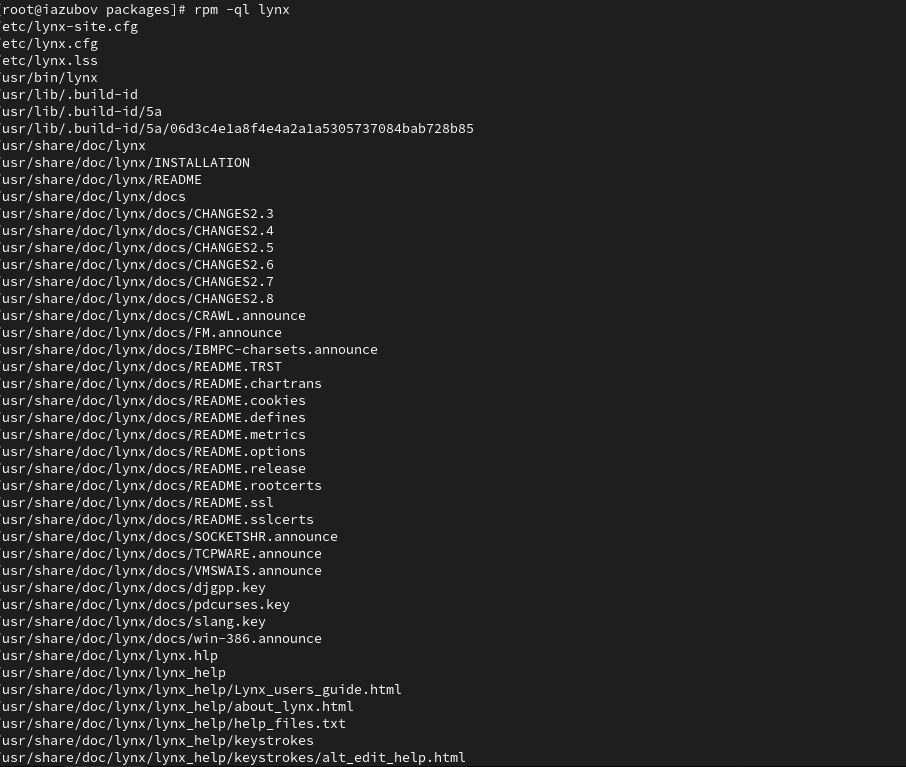 [root@iazubov packages]# rpm -ql lynx
/etc/lynx-site.cfg
/etc/lynx.cfg
/etc/lynx.lss
/usr/bin/lynx
/usr/lib/.build-id
/usr/lib/.build-id/5a
/usr/lib/.build-id/5a/06d3c4e1a8f4e4a2a1a5305737084bab728b85
/usr/share/doc/lynx
/usr/share/doc/lynx/INSTALLATION
/usr/share/doc/lynx/README
/usr/share/doc/lynx/docs
/usr/share/doc/lynx/docs/CHANGES2.3
/usr/share/doc/lynx/docs/CHANGES2.4
/usr/share/doc/lynx/docs/CHANGES2.5
/usr/share/doc/lynx/docs/CHANGES2.6
/usr/share/doc/lynx/docs/CHANGES2.7
/usr/share/doc/lynx/docs/CHANGES2.8
/usr/share/doc/lynx/docs/CRAWL.announce
/usr/share/doc/lynx/docs/FM.announce
/usr/share/doc/lynx/docs/IBMPC-charsets.announce
/usr/share/doc/lynx/docs/README.TRST
/usr/share/doc/lynx/docs/README.chartrans
/usr/share/doc/lynx/docs/README.cookies
/usr/share/doc/lynx/docs/README.defines
/usr/share/doc/lynx/docs/README.metrics
/usr/share/doc/lynx/docs/README.options
/usr/share/doc/lynx/docs/README.release
/usr/share/doc/lynx/docs/README.rootcerts
/usr/share/doc/lynx/docs/README.ssl
/usr/share/doc/lynx/docs/README.sslcerts
/usr/share/doc/lynx/docs/SOCKETSHR.announce
/usr/share/doc/lynx/docs/TCPWARE.announce
/usr/share/doc/lynx/docs/VMSWAIS.announce
/usr/share/doc/lynx/docs/djgpp.key
/usr/share/doc/lynx/docs/pdcurses.key
/usr/share/doc/lynx/docs/slang.key
/usr/share/doc/lynx/docs/win-386.announce
/usr/share/doc/lynx/lynx.hlp
/usr/share/doc/lynx/lynx_help
/usr/share/doc/lynx/lynx_help/Lynx_users_guide.html
/usr/share/doc/lynx/lynx_help/about_lynx.html
/usr/share/doc/lynx/lynx_help/help_files.txt
/usr/share/doc/lynx/lynx_help/keystrokes
/usr/share/doc/lynx/lynx_help/keystrokes/alt_edit_help.html